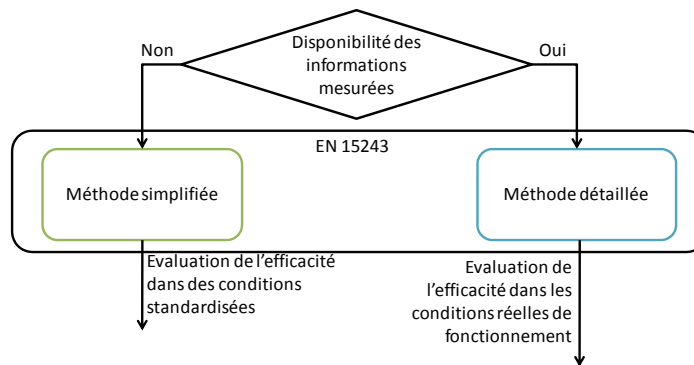 Non
Disponibilité des
informations
mesurées
Oui
EN 15243
Méthode simplifiée
Méthode détaillée
Evaluation de l'efficacité
dans des conditions
standardisées
Evaluation de
l'efficacité dans les
conditions réelles de
fonctionnement